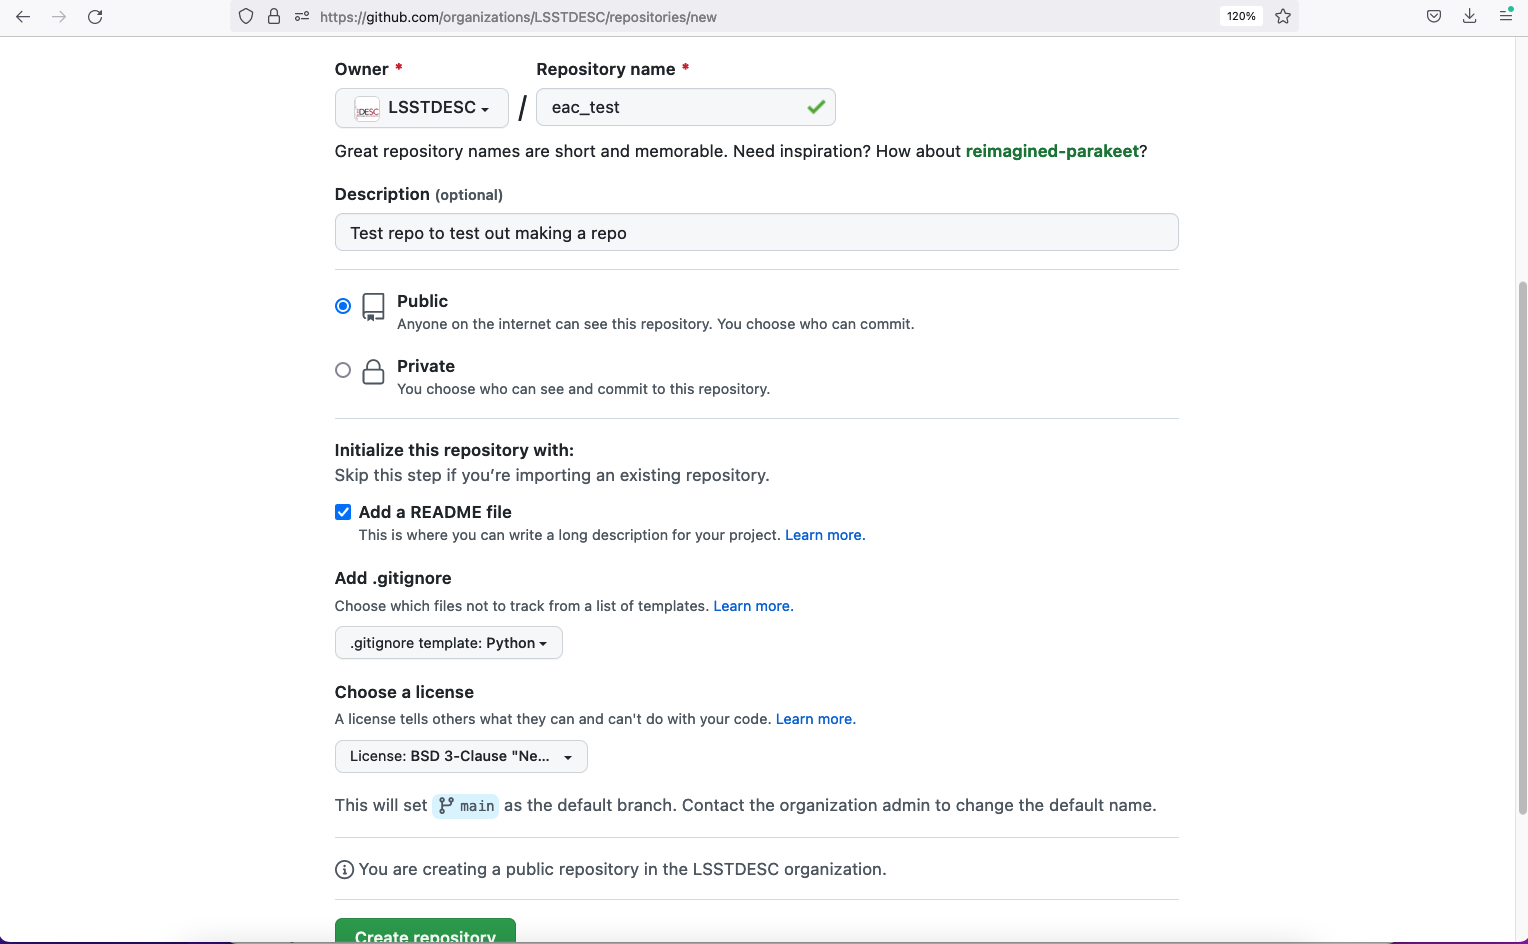 https://github.com/organizations/LSSTDESC/repositories/new 120%
Owner * Repository name *
DESC LSSTDESC / eac_test
Great repository names are short and memorable. Need inspiration? How about reimagined-parakeet?
Description (optional)
Test repo to test out making a repo
Public
Anyone on the internet can see this repository. You choose who can commit.
Private
You choose who can see and commit to this repository.
Initialize this repository with:
Skip this step if you’re importing an existing repository.
Add a README file
This is where you can write a long description for your project. Learn more.
Add .gitignore
Choose which files not to track from a list of templates. Learn more.
.gitignore template: Python
Choose a license
A license tells others what they can and can't do with your code. Learn more.
License: BSD 3-Clause "Ne...
This will set main as the default branch. Contact the organization admin to change the default name.
You are creating a public repository in the LSSTDESC organization.
Create repository